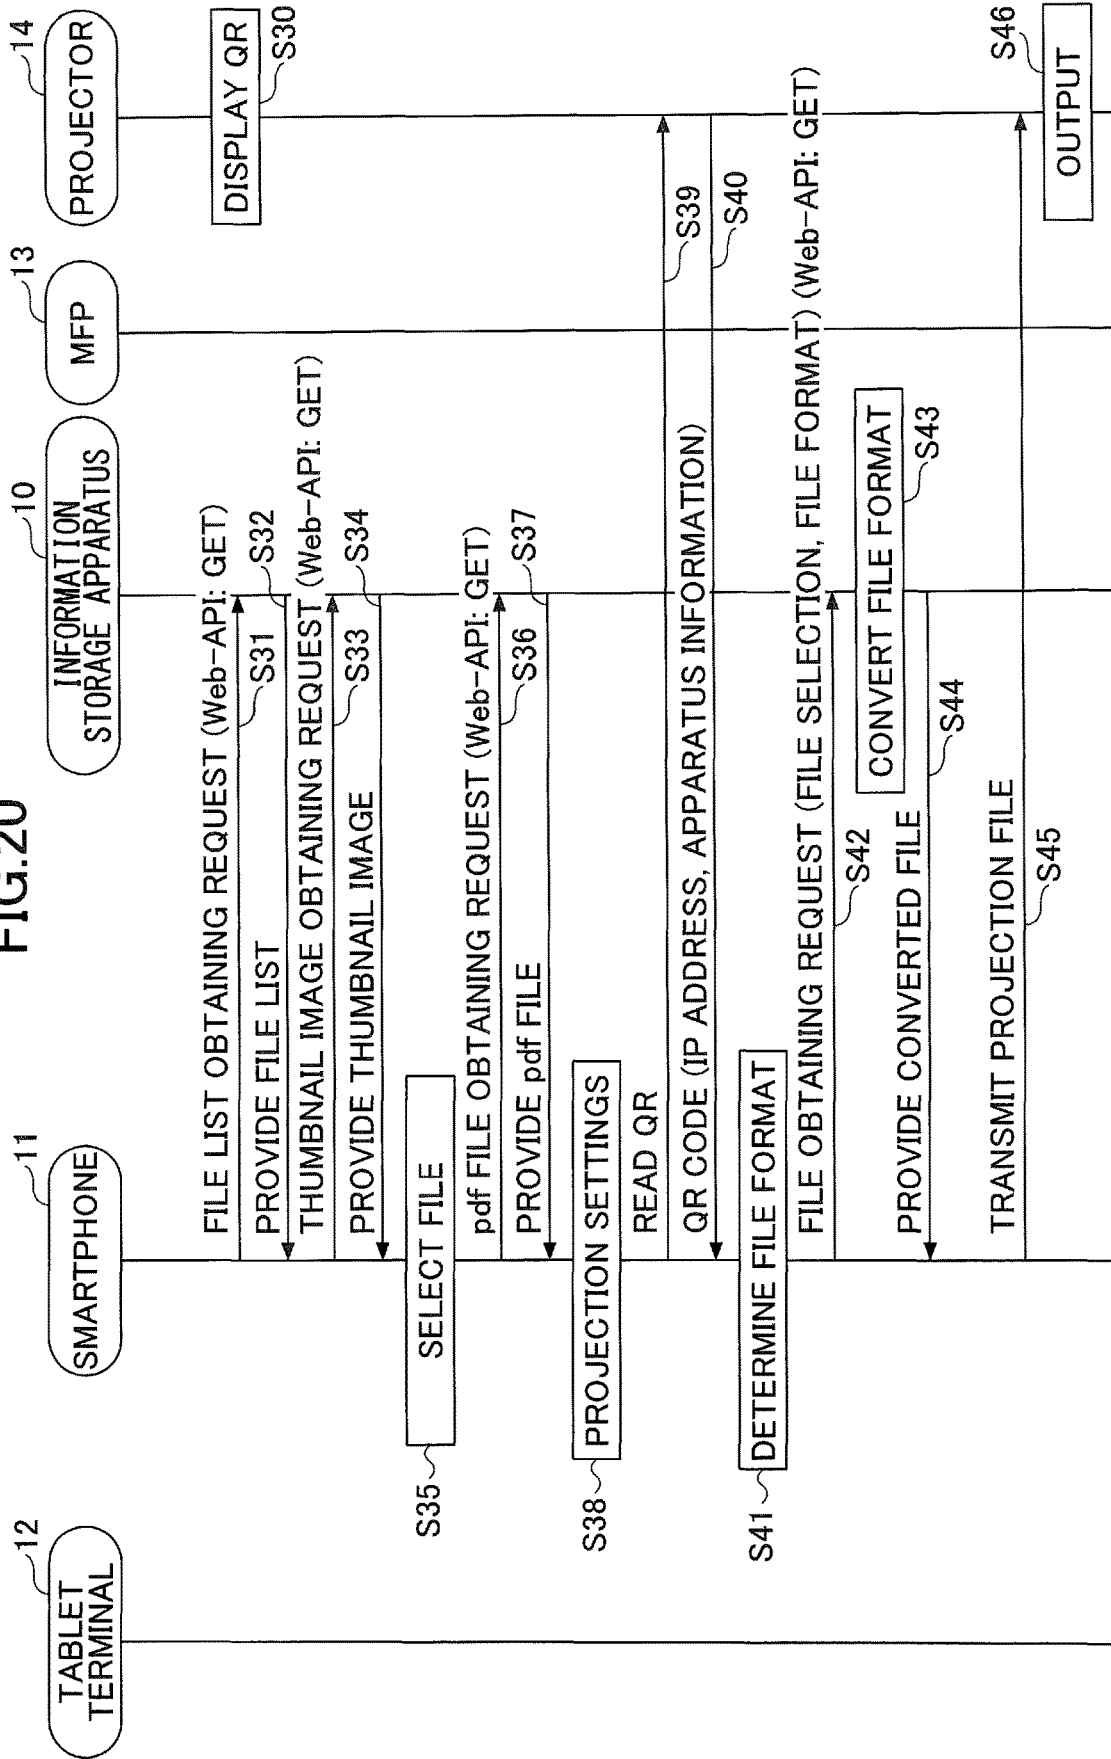 FIG.20
12
TABLET
TERMINAL
11
SMARTPHONE
10
INFORMATION
STORAGE APPARATUS
13
MFP
14
PROJECTOR
DISPLAY QR
S30
FILE LIST OBTAINING REQUEST (Web-API: GET)
S31
PROVIDE FILE LIST
S32
THUMBNAIL IMAGE OBTAINING REQUEST (Web-API: GET)
S33
PROVIDE THUMBNAIL IMAGE
S34
SELECT FILE
S35
pdf FILE OBTAINING REQUEST (Web-API: GET)
S36
PROVIDE pdf FILE
S37
PROJECTION SETTINGS
S38
READ QR
S39
QR CODE (IP ADDRESS, APPARATUS INFORMATION)
S40
DETERMINE FILE FORMAT
S41
FILE OBTAINING REQUEST (FILE SELECTION, FILE FORMAT) (Web-API: GET)
S42
CONVERT FILE FORMAT
S43
PROVIDE CONVERTED FILE
S44
TRANSMIT PROJECTION FILE
S45
OUTPUT
S46